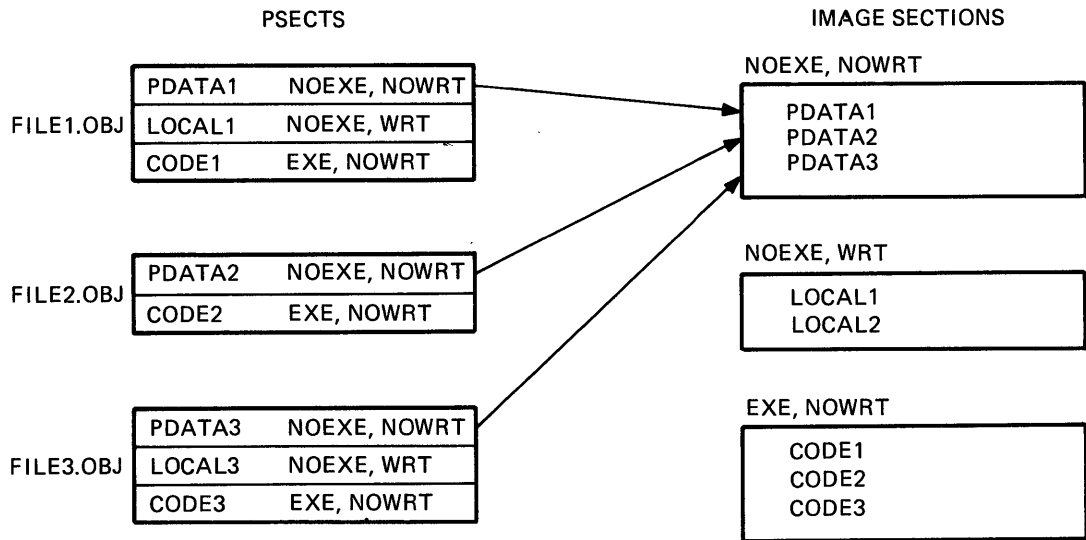 PSECTS
IMAGE SECTIONS
FILE1.OBJ
PDATA1 NOEXE, NOWRT
LOCAL1 NOEXE, WRT
CODE1 EXE, NOWRT
FILE2.OBJ
PDATA2 NOEXE, NOWRT
CODE2 EXE, NOWRT
FILE3.OBJ
PDATA3 NOEXE, NOWRT
LOCAL3 NOEXE, WRT
CODE3 EXE, NOWRT
NOEXE, NOWRT
PDATA1
PDATA2
PDATA3
NOEXE, WRT
LOCAL1
LOCAL2
EXE, NOWRT
CODE1
CODE2
CODE3